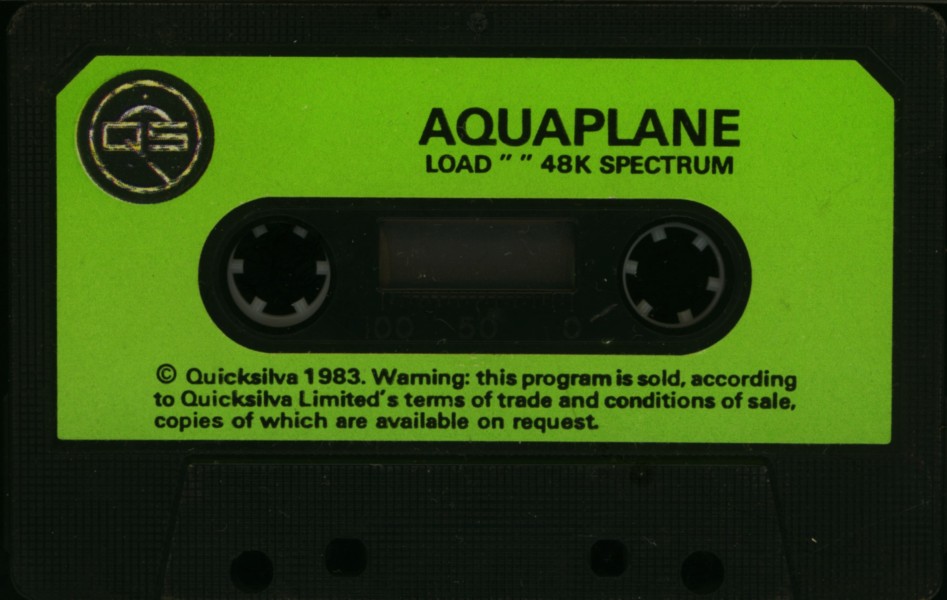 QS
AQUAPLANE
LOAD " " 48K SPECTRUM
100 50 0
© Quicksilva 1983. Warning: this program is sold, according
to Quicksilva Limited's terms of trade and conditions of sale,
copies of which are available on request.